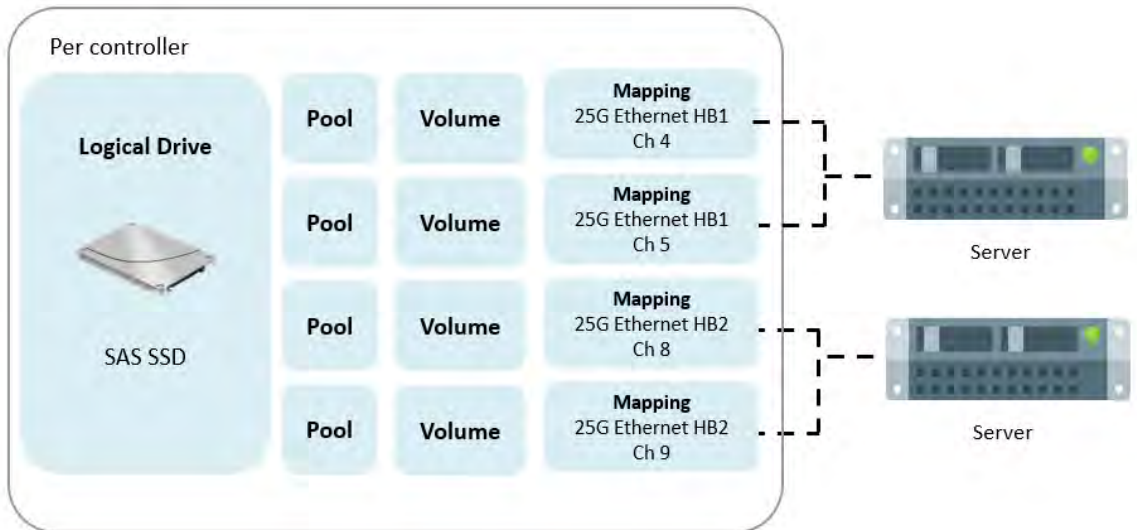 Per controller
Logical Drive
SAS SSD
Pool
Volume
Mapping
25G Ethernet HB1
Ch 4
Pool
Volume
Mapping
25G Ethernet HB1
Ch 5
Pool
Volume
Mapping
25G Ethernet HB2
Ch 8
Pool
Volume
Mapping
25G Ethernet HB2
Ch 9
Server
Server